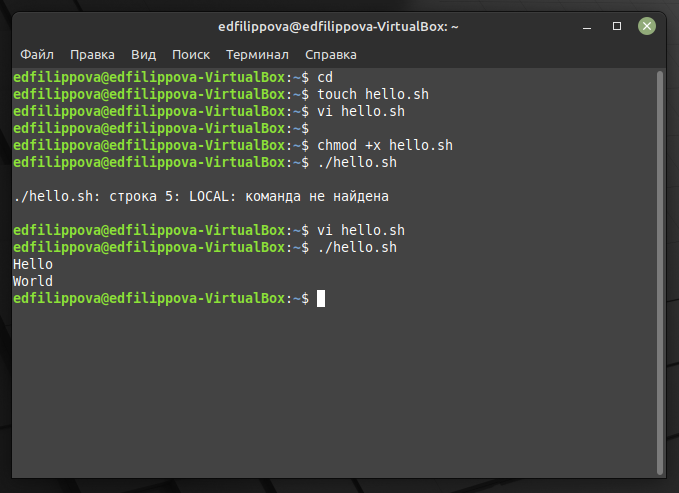 edfilippova@edfilippova-VirtualBox: ~
Файл Правка Вид Поиск Терминал Справка
edfilippova@edfilippova-VirtualBox:~$ cd
edfilippova@edfilippova-VirtualBox:~$ touch hello.sh
edfilippova@edfilippova-VirtualBox:~$ vi hello.sh
edfilippova@edfilippova-VirtualBox:~$
edfilippova@edfilippova-VirtualBox:~$ chmod +x hello.sh
edfilippova@edfilippova-VirtualBox:~$ ./hello.sh
./hello.sh: строка 5: LOCAL: команда не найдена
edfilippova@edfilippova-VirtualBox:~$ vi hello.sh
edfilippova@edfilippova-VirtualBox:~$ ./hello.sh
Hello
World
edfilippova@edfilippova-VirtualBox:~$